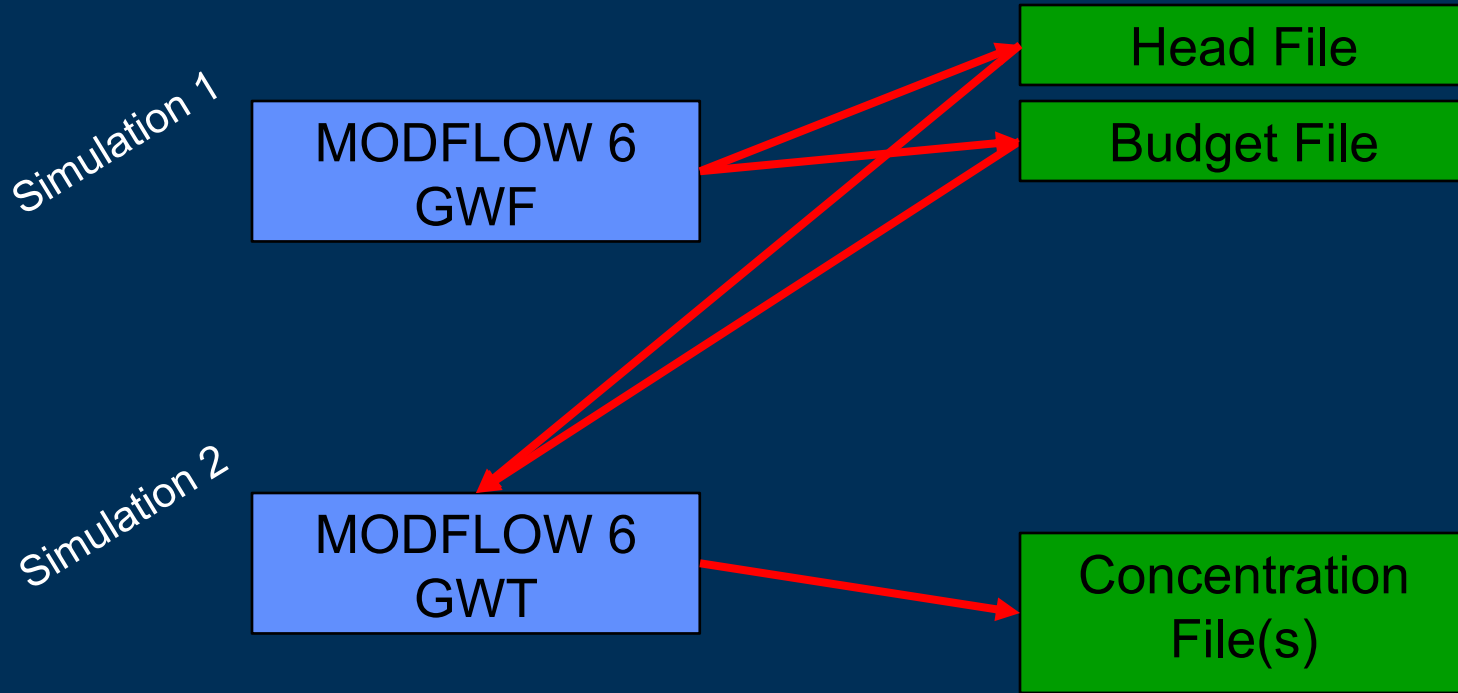 Simulation 1
MODFLOW 6
GWF
Head File
Budget File
Simulation 2
MODFLOW 6
GWT
Concentration
File(s)